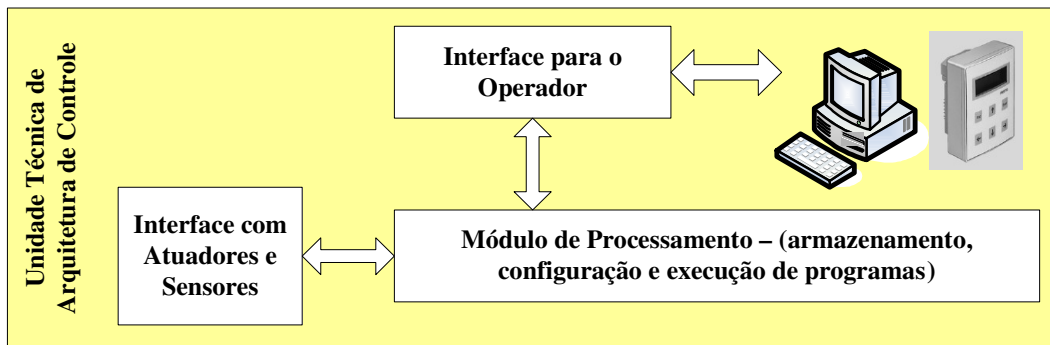 Unidade Técnica de
Arquitetura de Controle
Interface para o
Operador
Interface com
Atuadores e
Sensores
Módulo de Processamento – (armazenamento,
configuração e execução de programas)